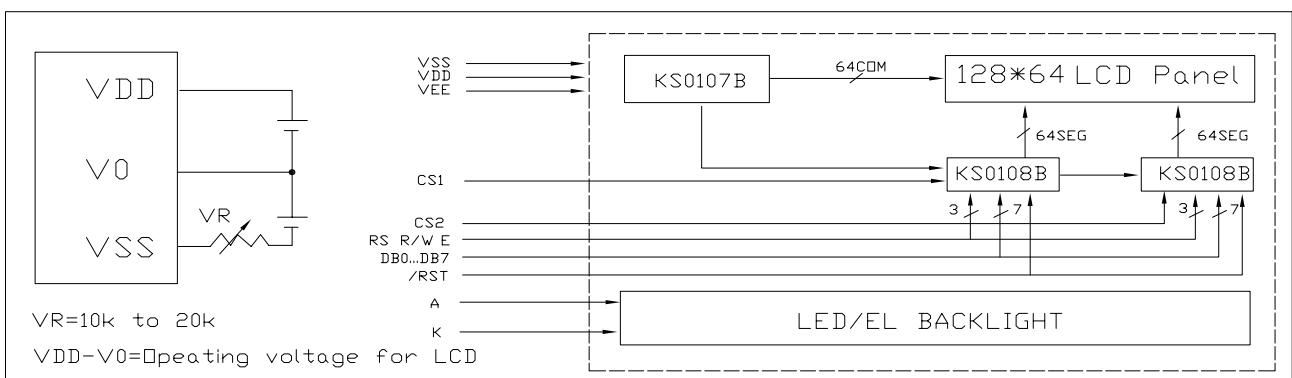 VDD
V0
VR
VSS
VR=10k to 20k
VDD-V0=Opeating voltage for LCD
VSS
VDD
VEE
CS1
CS2
RS R/W E
DB0...DB7
/RST
A
K
KS0107B
64COM
128*64 LCD Panel
64SEG
64SEG
KS0108B
KS0108B
3
7
3
7
LED/EL BACKLIGHT